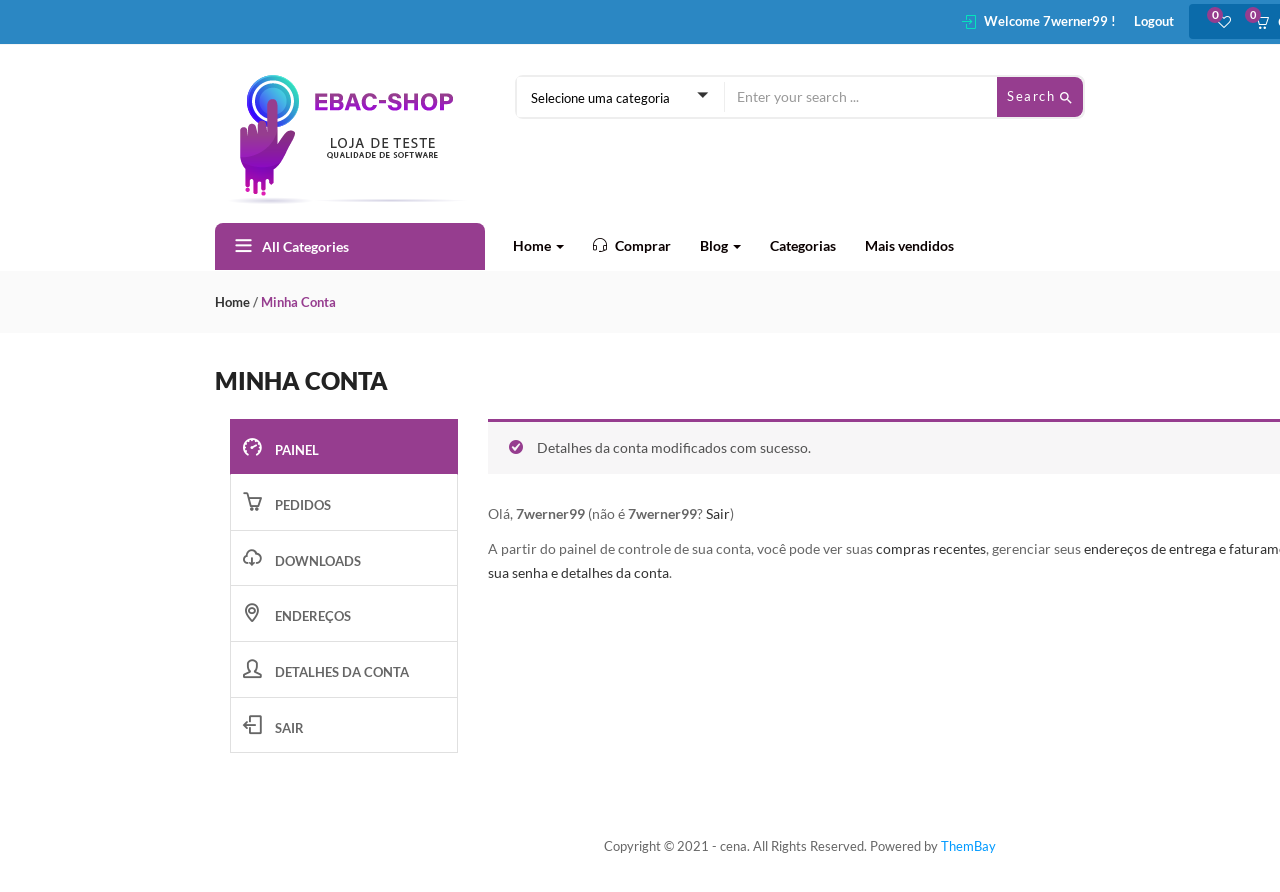 Welcome 7werner99 ! Logout 0 0
EBAC-SHOP
LOJA DE TESTE
QUALIDADE DE SOFTWARE
Selecione uma categoria Enter your search ... Search
All Categories Home Comprar Blog Categorias Mais vendidos
Home / Minha Conta
MINHA CONTA
PAINEL
PEDIDOS
DOWNLOADS
ENDEREÇOS
DETALHES DA CONTA
SAIR
Detalhes da conta modificados com sucesso.
Olá, 7werner99 (não é 7werner99? Sair)
A partir do painel de controle de sua conta, você pode ver suas compras recentes, gerenciar seus endereços de entrega e
sua senha e detalhes da conta.
Copyright © 2021 - cena. All Rights Reserved. Powered by ThemBay